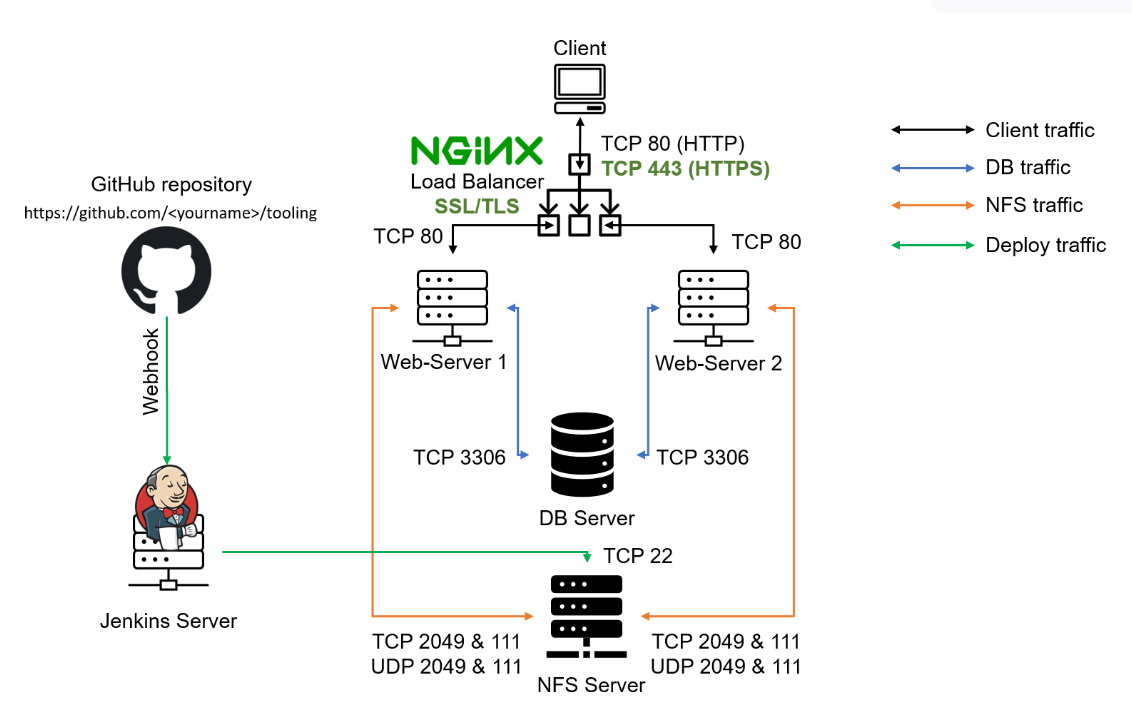 Client
NGINX
TCP 80 (HTTP)
TCP 443 (HTTPS)
Load Balancer
SSL/TLS
Client traffic
DB traffic
NFS traffic
Deploy traffic
GitHub repository
https://github.com/<yourname>/tooling
TCP 80
TCP 80
Webhook
Web-Server 1
Web-Server 2
TCP 3306
TCP 3306
DB Server
TCP 22
Jenkins Server
TCP 2049 & 111
UDP 2049 & 111
TCP 2049 & 111
UDP 2049 & 111
NFS Server